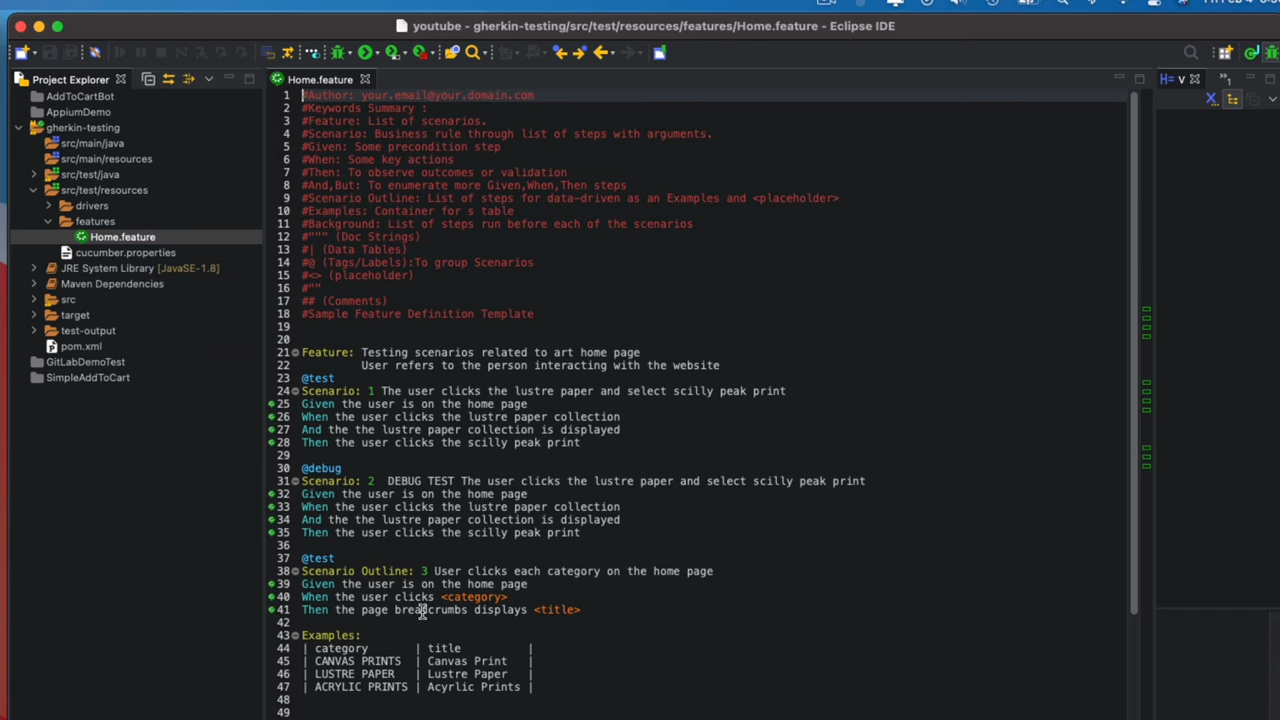 youtube - gherkin-testing/src/test/resources/features/Home.feature - Eclipse IDE
Project Explorer
Home.feature
AddToCartBot
AppiumDemo
gherkin-testing
src/main/java
src/main/resources
src/test/java
src/test/resources
drivers
features
Home.feature
cucumber.properties
JRE System Library [JavaSE-1.8]
Maven Dependencies
src
target
test-output
pom.xml
GitLabDemoTest
SimpleAddToCart
1 #Author: your.email@your.domain.com
2 #Keywords Summary :
3 #Feature: List of scenarios.
4 #Scenario: Business rule through list of steps with arguments.
5 #Given: Some precondition step
6 #When: Some key actions
7 #Then: To observe outcomes or validation
8 #And,But: To enumerate more Given,When,Then steps
9 #Scenario Outline: List of steps for data-driven as an Examples and <placeholder>
10 #Examples: Container for s table
11 #Background: List of steps run before each of the scenarios
12 #""" (Doc Strings)
13 #| (Data Tables)
14 #@ (Tags/Labels):To group Scenarios
15 #<> (placeholder)
16 #""
17 ## (Comments)
18 #Sample Feature Definition Template
19
20
21 Feature: Testing scenarios related to art home page
22 User refers to the person interacting with the website
23 @test
24 Scenario: 1 The user clicks the lustre paper and select scilly peak print
25 Given the user is on the home page
26 When the user clicks the lustre paper collection
27 And the the lustre paper collection is displayed
28 Then the user clicks the scilly peak print
29
30 @debug
31 Scenario: 2  DEBUG TEST The user clicks the lustre paper and select scilly peak print
32 Given the user is on the home page
33 When the user clicks the lustre paper collection
34 And the the lustre paper collection is displayed
35 Then the user clicks the scilly peak print
36
37 @test
38 Scenario Outline: 3 User clicks each category on the home page
39 Given the user is on the home page
40 When the user clicks <category>
41 Then the page breadcrumbs displays <title>
42
43 Examples:
44 | category | title |
45 | CANVAS PRINTS | Canvas Print |
46 | LUSTRE PAPER | Lustre Paper |
47 | ACRYLIC PRINTS | Acyrlic Prints |
48
49